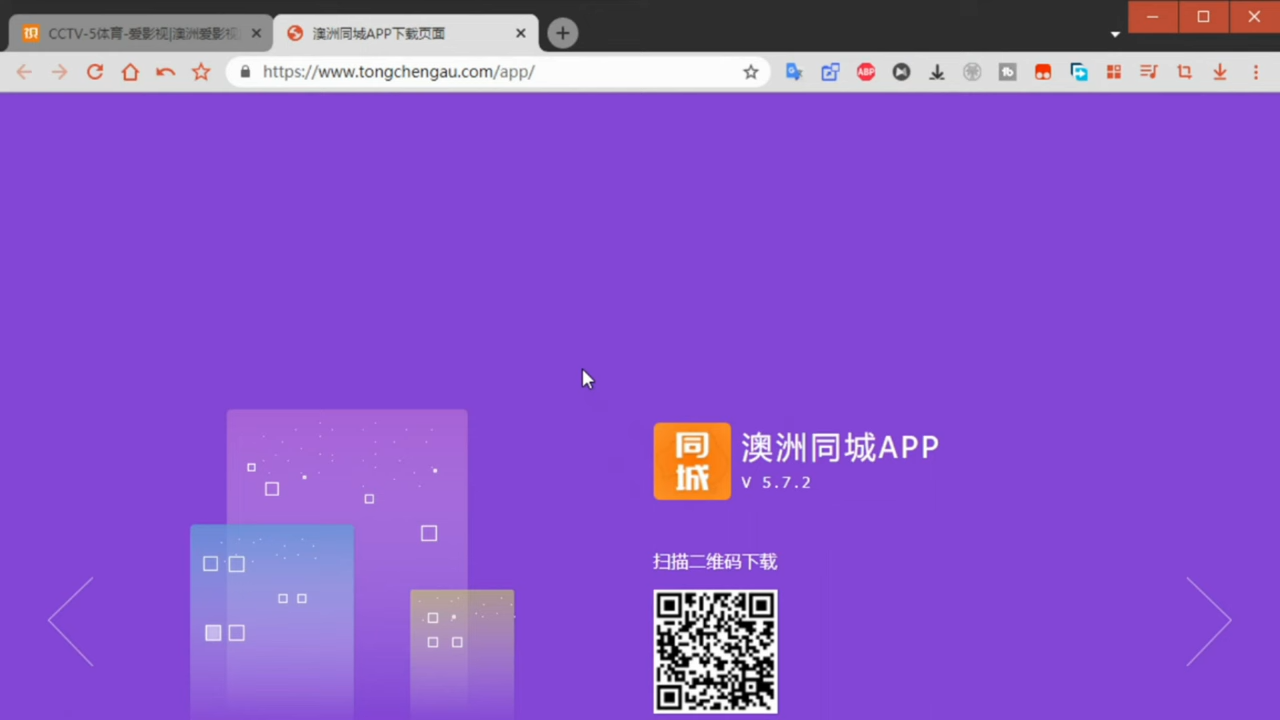 CCTV-5体育-爱影视|澳洲爱影视
澳洲同城APP下载页面
https://www.tongchengau.com/app/
ABP
同城
澳洲同城APP
V 5.7.2
扫描二维码下载